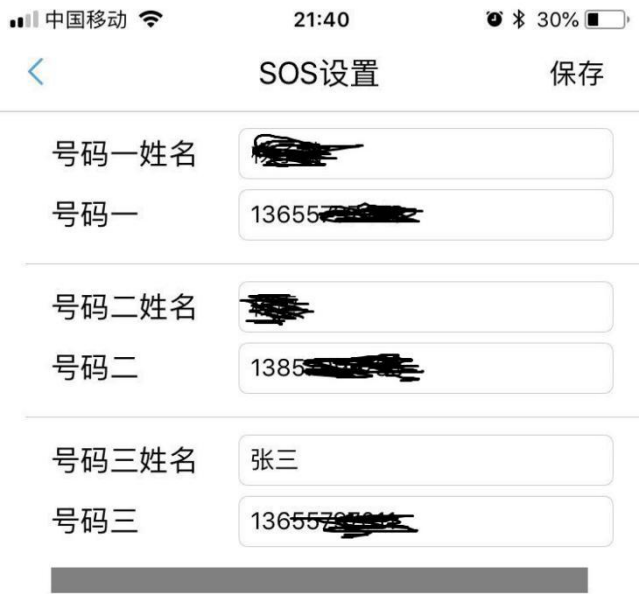 中国移动 21:40 30%
SOS设置 保存
号码一姓名
号码一 13655
号码二姓名
号码二 1385
号码三姓名 张三
号码三 13655